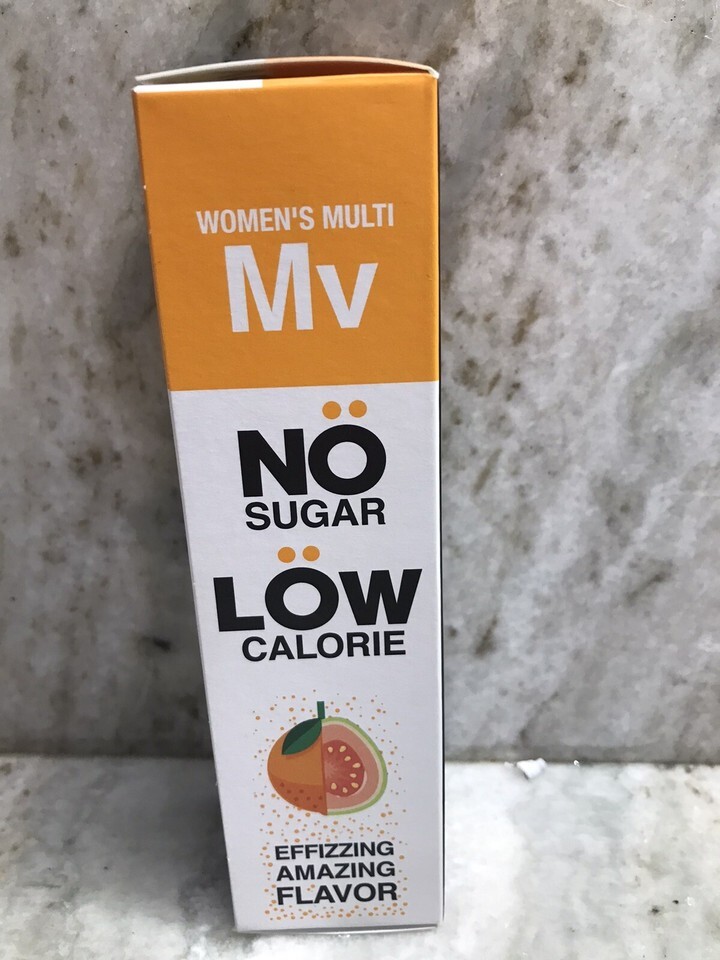 WOMEN'S MULTI
Mv
NÖ
SUGAR
LÖW
CALORIE
EFFIZZING
AMAZING
FLAVOR